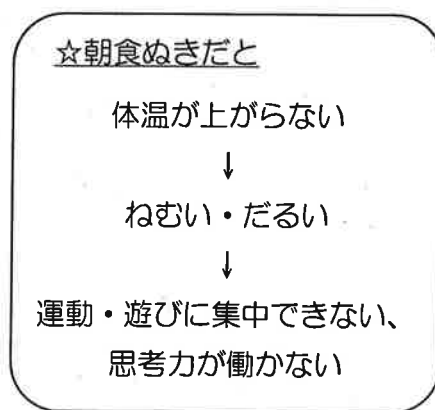 ☆朝食ぬきだと
体温が上がらない
↓
ねむい・だるい
↓
運動・遊びに集中できない、
思考力が働かない